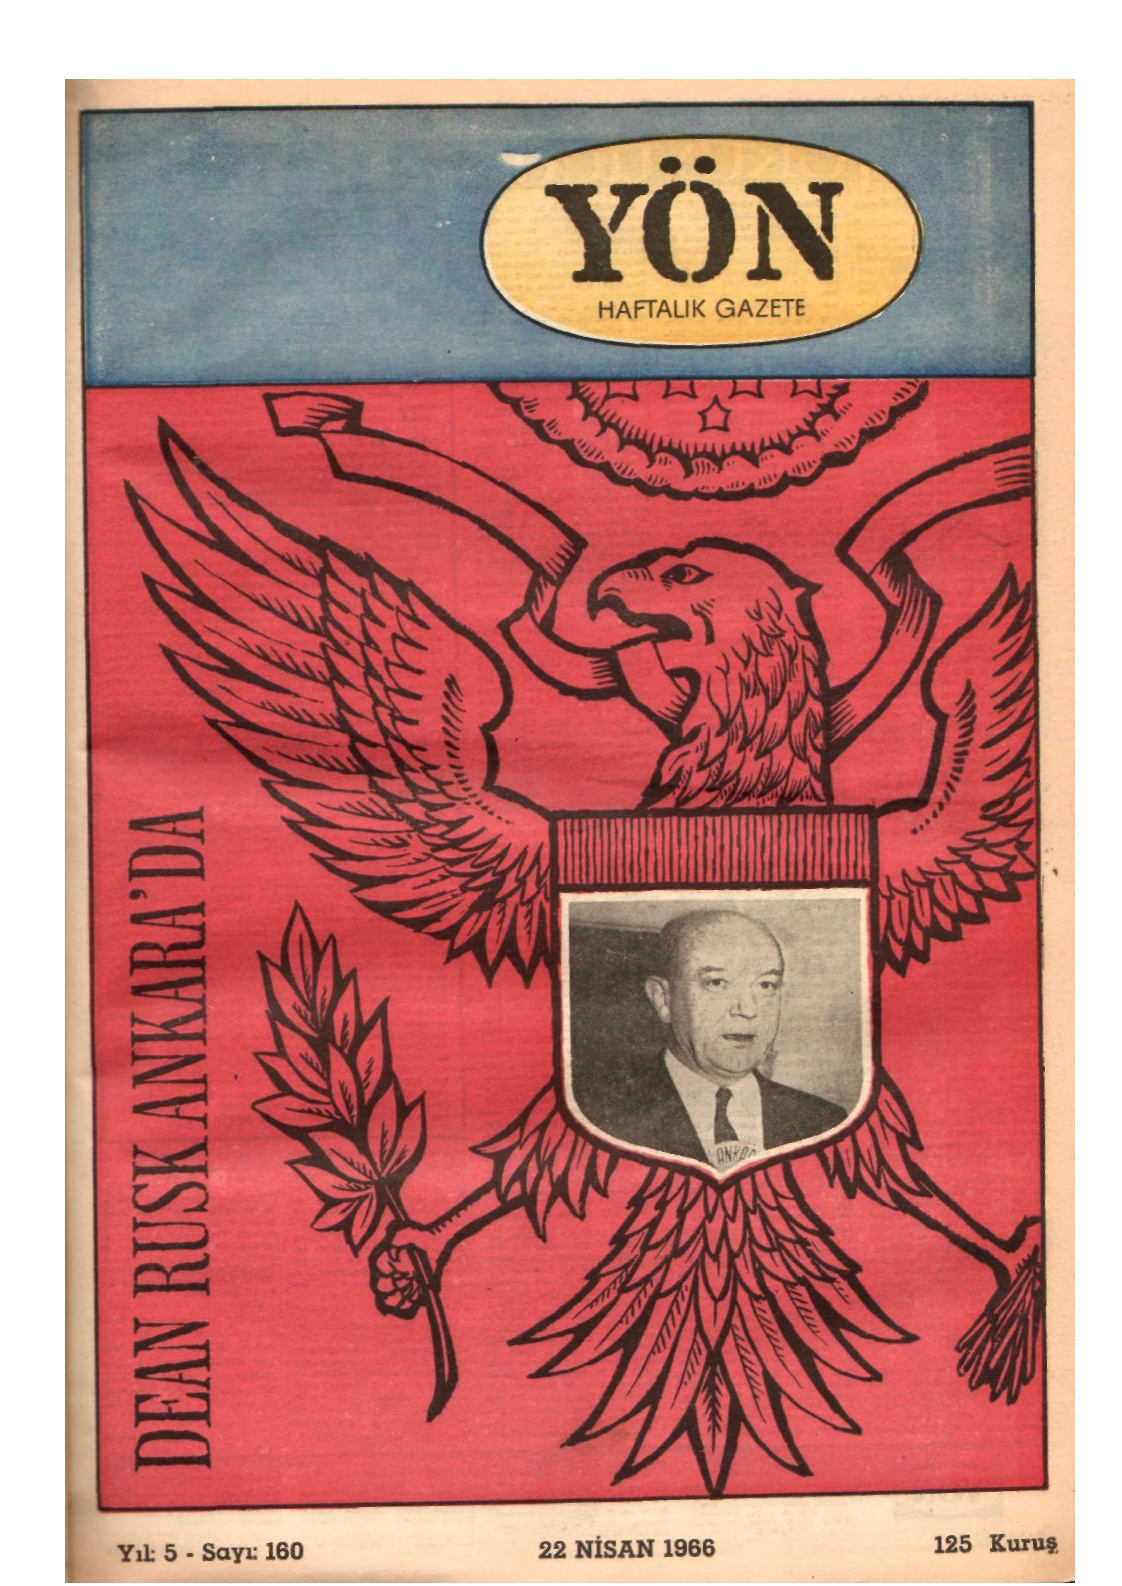 YÖN
HAFTALIK GAZETE
DEAN RUSK ANKARA'DA
Yıl: 5 - Sayı: 160
22 NİSAN 1966
125 Kuruş